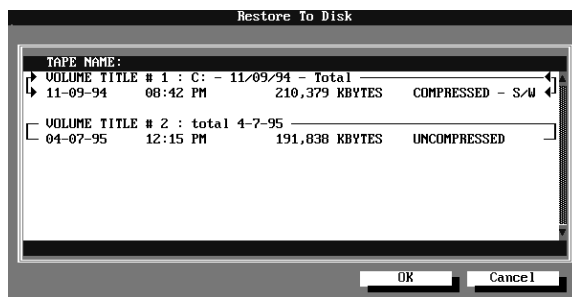 Restore To Disk
TAPE NAME:
VOLUME TITLE # 1 : C: - 11/09/94 - Total
11-09-94 08:42 PM 210,379 KBYTES COMPRESSED - S/W
VOLUME TITLE # 2 : total 4-7-95
04-07-95 12:15 PM 191,838 KBYTES UNCOMPRESSED
OK Cancel